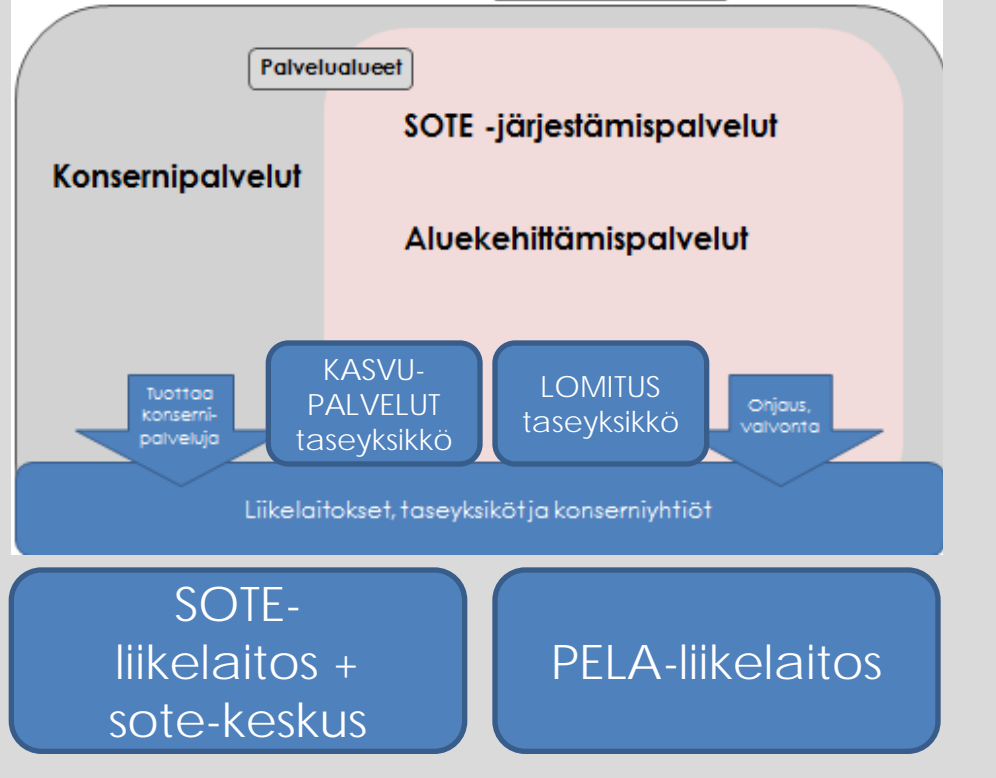 Palvelualueet
SOTE -järjestämispalvelut
Konsernipalvelut
Aluekehittämispalvelut
Tuottaa
konserni-
palveluja
KASVU-
PALVELUT
taseyksikkö
LOMITUS
taseyksikkö
Ohjaus,
valvonta
Liikelaitokset, taseyksiköt ja konserniyhtiöt
SOTE-
liikelaitos +
sote-keskus
PELA-liikelaitos